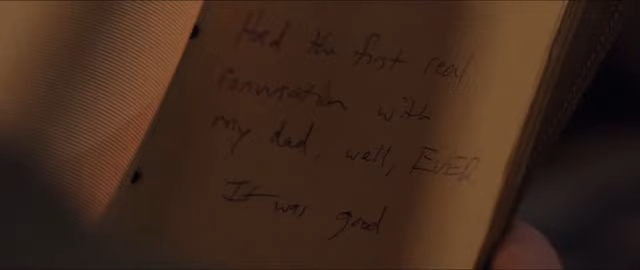 Had the first real
conversation with
my dad, well, EVER
It was good